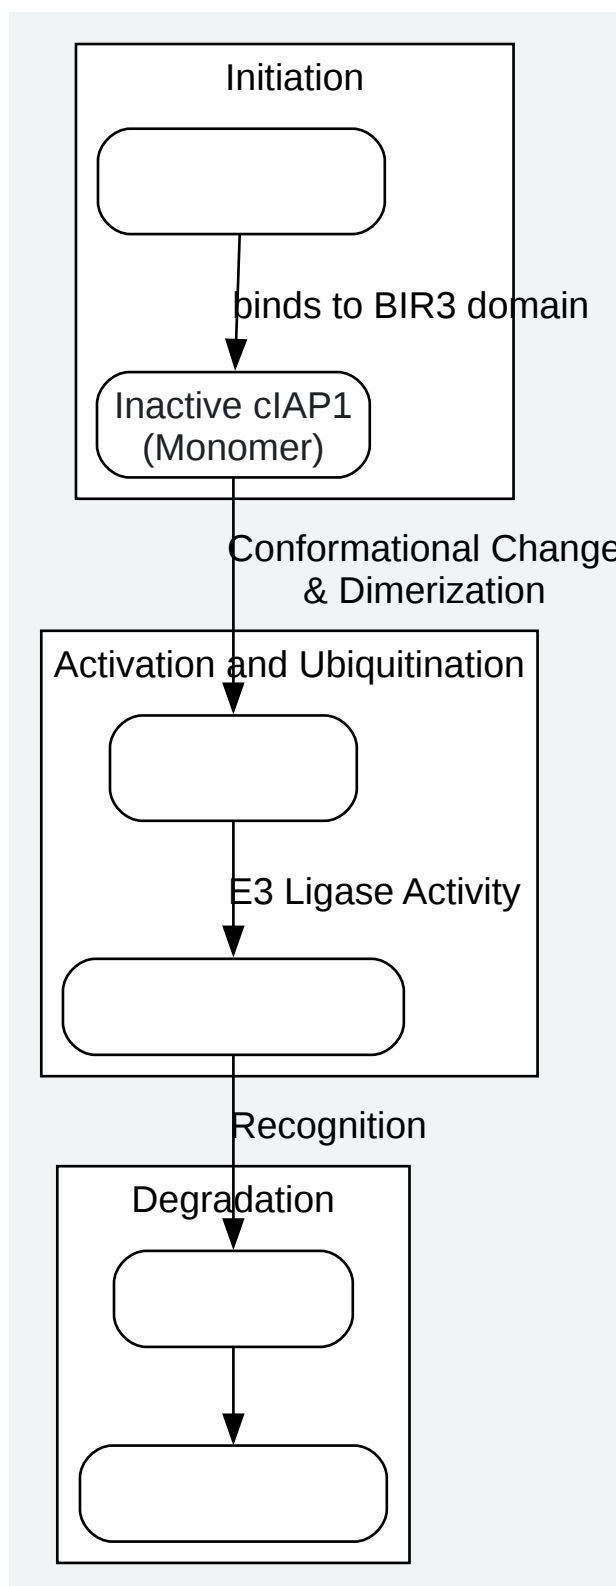 Initiation
binds to BIR3 domain
Inactive cIAP1
(Monomer)
Conformational Change
& Dimerization
Activation and Ubiquitination
E3 Ligase Activity
Recognition
Degradation